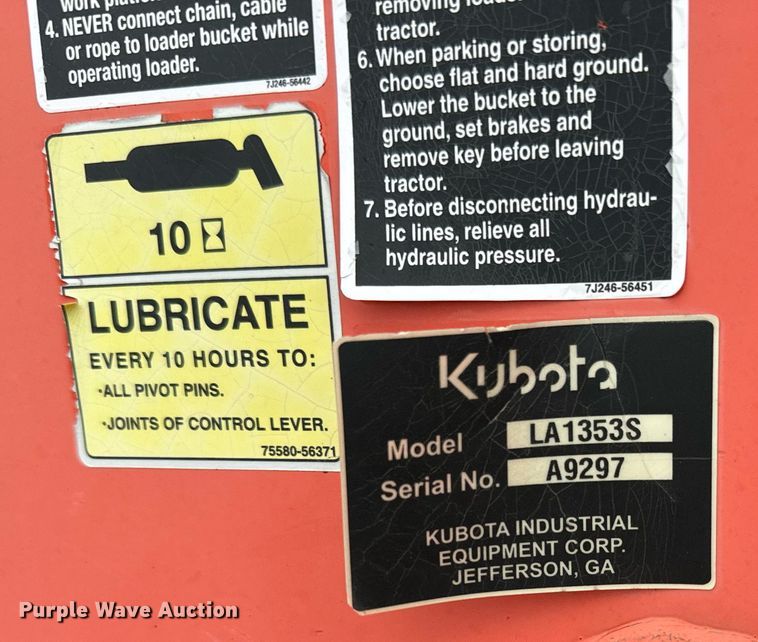 4. NEVER connect chain, cable
or rope to loader bucket while
operating loader.
7J246-56442
removing
tractor.
6. When parking or storing,
choose flat and hard ground.
Lower the bucket to the
ground, set brakes and
remove key before leaving
tractor.
7. Before disconnecting hydrau-
lic lines, relieve all
hydraulic pressure.
7J246-56451
10
LUBRICATE
EVERY 10 HOURS TO:
·ALL PIVOT PINS.
·JOINTS OF CONTROL LEVER.
75580-56371
Kubota
Model LA1353S
Serial No. A9297
KUBOTA INDUSTRIAL
EQUIPMENT CORP.
JEFFERSON, GA
Purple Wave Auction